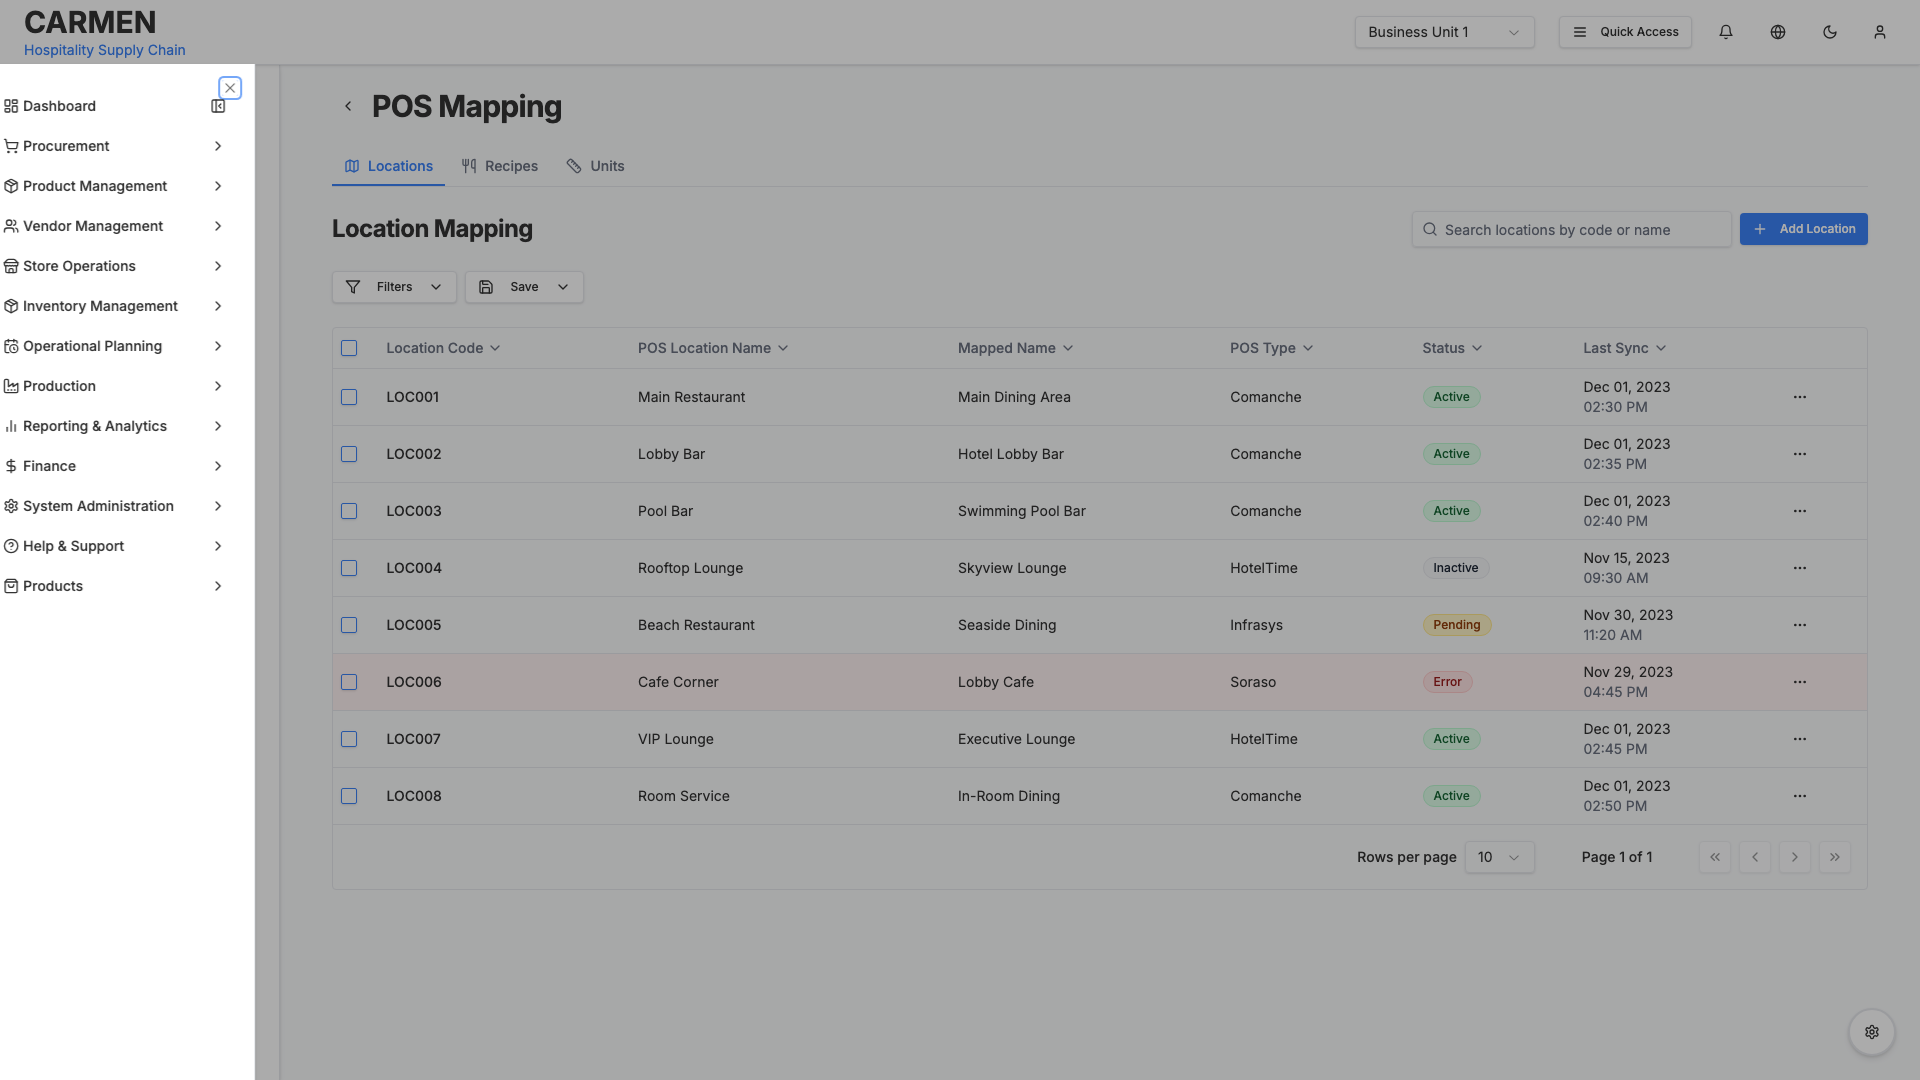 CARMEN
Hospitality Supply Chain
Business Unit 1
Quick Access
Dashboard
Procurement
Product Management
Vendor Management
Store Operations
Inventory Management
Operational Planning
Production
Reporting & Analytics
Finance
System Administration
Help & Support
Products
POS Mapping
Locations Recipes Units
Location Mapping
Search locations by code or name
Add Location
Filters Save
Location Code POS Location Name Mapped Name POS Type Status Last Sync
LOC001 Main Restaurant Main Dining Area Comanche Active Dec 01, 2023
02:30 PM
LOC002 Lobby Bar Hotel Lobby Bar Comanche Active Dec 01, 2023
02:35 PM
LOC003 Pool Bar Swimming Pool Bar Comanche Active Dec 01, 2023
02:40 PM
LOC004 Rooftop Lounge Skyview Lounge HotelTime Inactive Nov 15, 2023
09:30 AM
LOC005 Beach Restaurant Seaside Dining Infrasys Pending Nov 30, 2023
11:20 AM
LOC006 Cafe Corner Lobby Cafe Soraso Error Nov 29, 2023
04:45 PM
LOC007 VIP Lounge Executive Lounge HotelTime Active Dec 01, 2023
02:45 PM
LOC008 Room Service In-Room Dining Comanche Active Dec 01, 2023
02:50 PM
Rows per page 10 Page 1 of 1